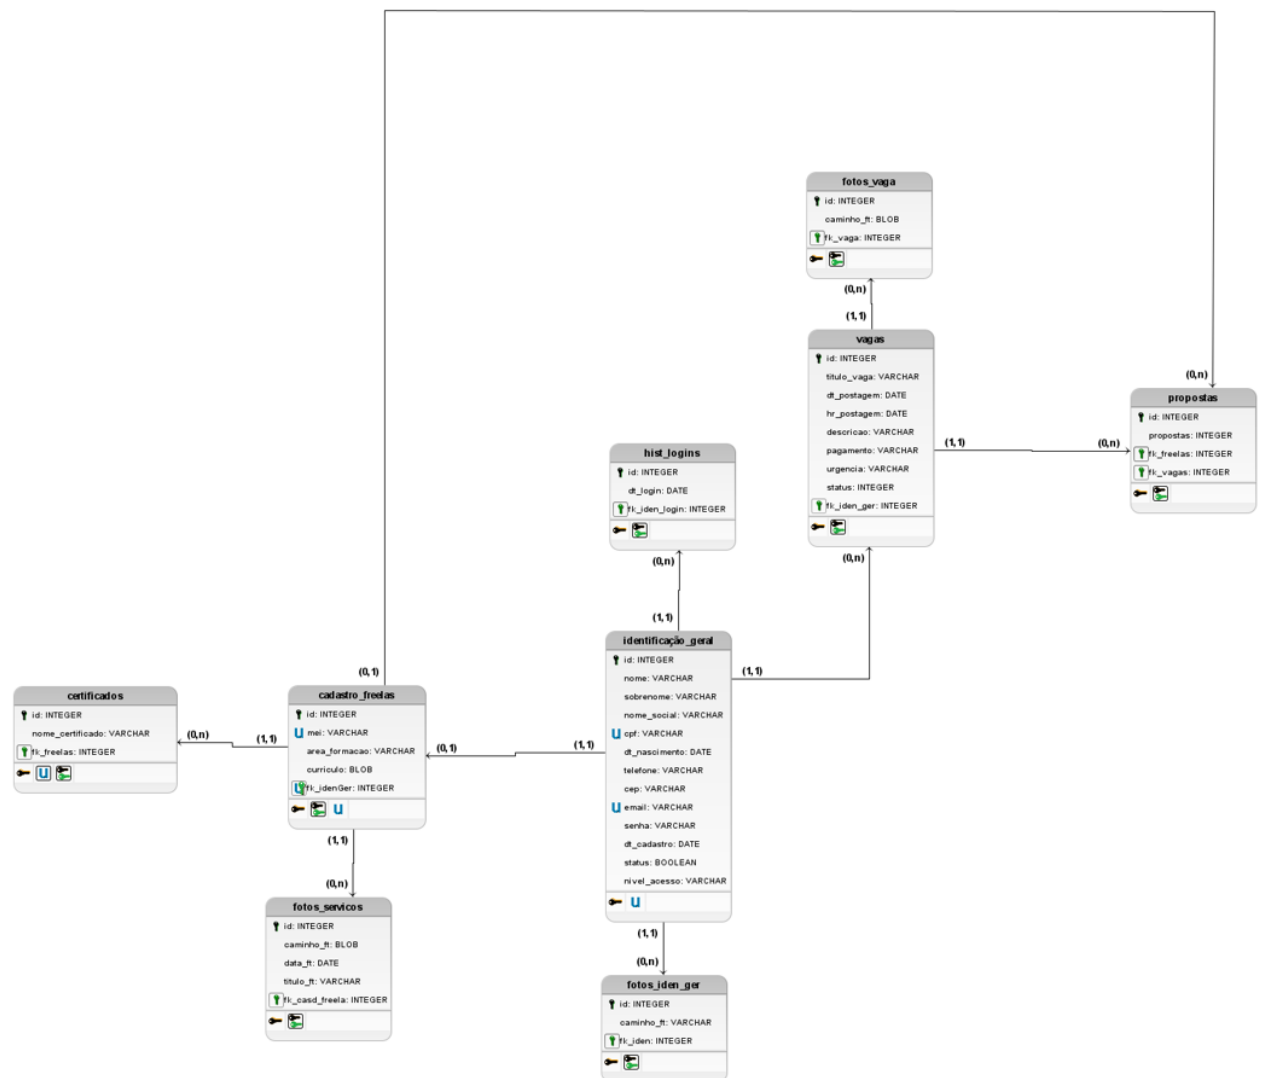 fotos_vaga
id: INTEGER
caminho_ft: BLOB
fk_vaga: INTEGER
(0,n)
(1,1)
vagas
id: INTEGER
titulo_vaga: VARCHAR
dt_postagem: DATE
hr_postagem: DATE
descricao: VARCHAR
pagamento: VARCHAR
urgencia: VARCHAR
status: INTEGER
fk_iden_ger: INTEGER
(0,n)
(1,1)
(0,n)
(0,n)
propostas
id: INTEGER
propostas: INTEGER
fk_freelas: INTEGER
fk_vagas: INTEGER
hist_logins
id: INTEGER
dt_login: DATE
fk_iden_login: INTEGER
(0,n)
(1,1)
identificação_geral
id: INTEGER
nome: VARCHAR
sobrenome: VARCHAR
nome_social: VARCHAR
U cpf: VARCHAR
dt_nascimento: DATE
telefone: VARCHAR
cep: VARCHAR
U email: VARCHAR
senha: VARCHAR
dt_cadastro: DATE
status: BOOLEAN
nivel_acesso: VARCHAR
U
(1,1)
(1,1)
(0,1)
(0,1)
cadastro_freelas
id: INTEGER
U mei: VARCHAR
area_formacao: VARCHAR
curriculo: BLOB
U fk_idenGer: INTEGER
U
(1,1)
(0,n)
certificados
id: INTEGER
nome_certificado: VARCHAR
fk_freelas: INTEGER
U
(1,1)
(0,n)
fotos_servicos
id: INTEGER
caminho_ft: BLOB
data_ft: DATE
titulo_ft: VARCHAR
fk_casd_freela: INTEGER
(1,1)
(0,n)
fotos_iden_ger
id: INTEGER
caminho_ft: VARCHAR
fk_iden: INTEGER